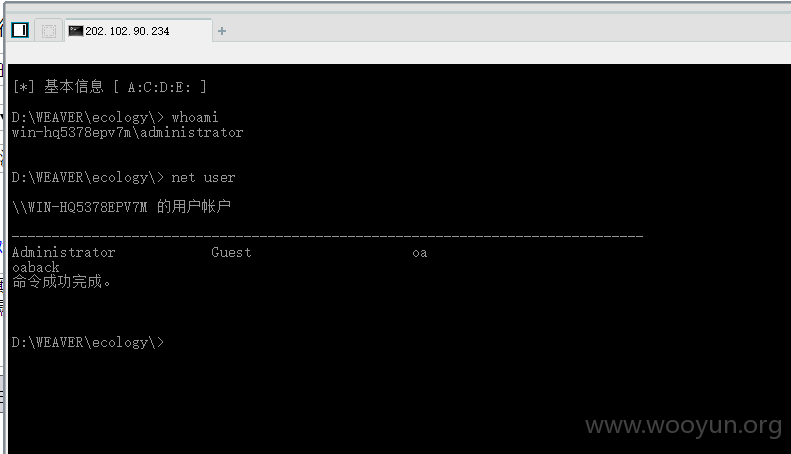 202.102.90.234
[*] 基本信息 [ A:C:D:E: ]
D:\WEAVER\ecology\> whoami
win-hq5378epv7m\administrator
D:\WEAVER\ecology\> net user
\\WIN-HQ5378EPV7M 的用户帐户
-------------------------------------------------------------------------------
Administrator            Guest                    oa
oaback
命令成功完成。
D:\WEAVER\ecology\>
www.wooyun.org